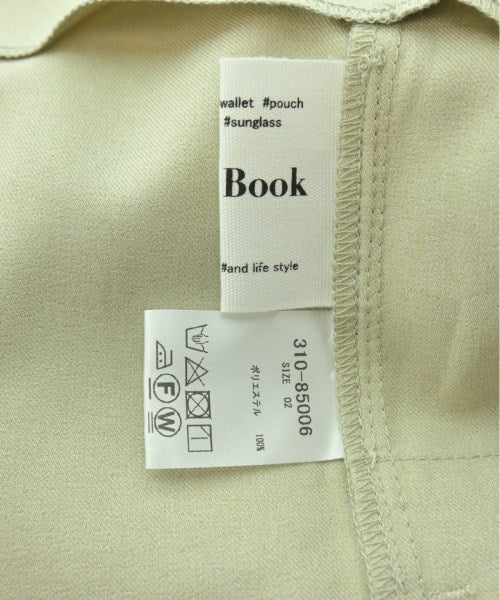 wallet #pouch
#sunglass
Book
#and life style
310-85006
SIZE 02
ポリエステル 100%
F
W